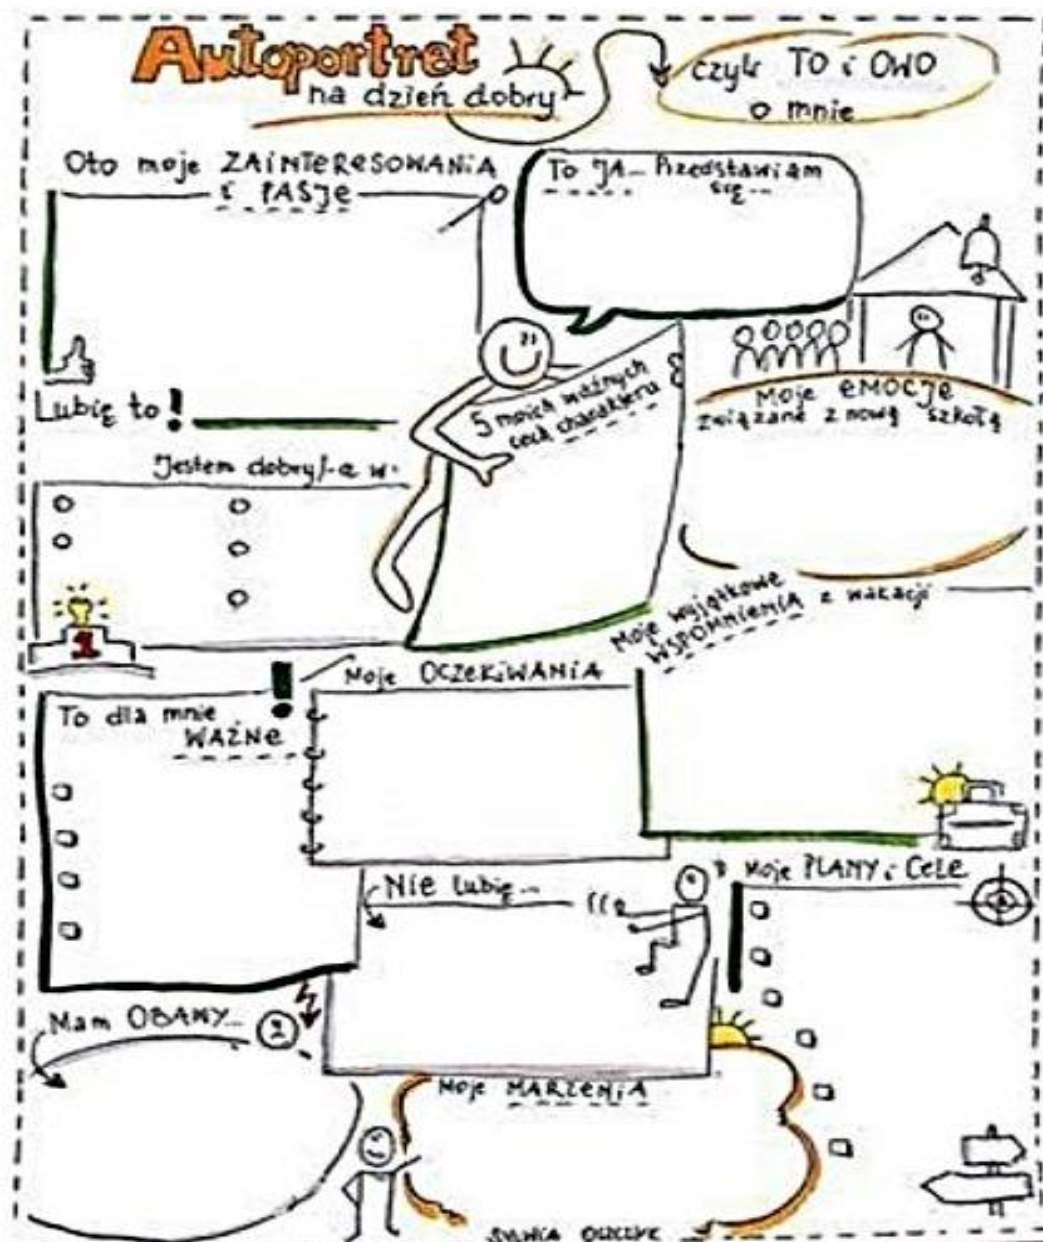 Autoportret
na dzień dobry
czyli TO i OWO
o mnie
Oto moje ZAINTERESOWANIA
i PASJE
To JA... Przedstawiam
się...
Lubię to!
5 moich ważnych
cech charakteru
Moje EMOCJE
związane z nową szkołą
Jestem dobry/-a w:
1
Moje wyjątkowe
WSPOMNIENIA z wakacji
To dla mnie
WAŻNE
!
Moje OCZEKIWANIA
Nie lubię...
Moje PLANY i CELE
Mam OBAWY...
Moje MARZENIA
SYLWIA